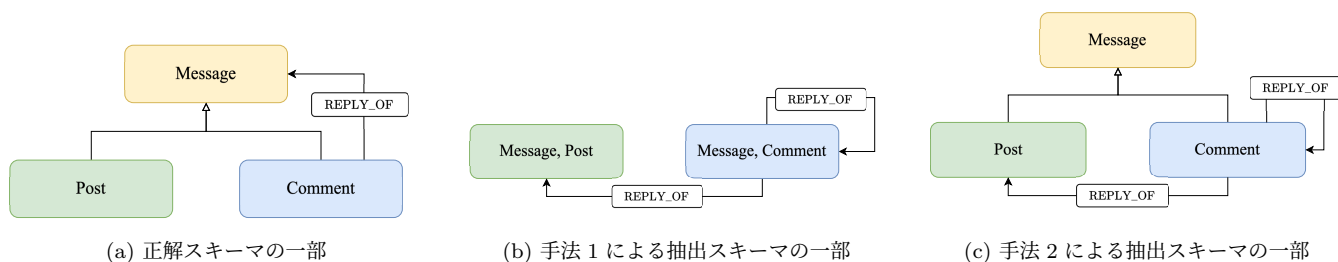 Message
REPLY_OF
Post
Comment
(a) 正解スキーマの一部
REPLY_OF
Message, Post
Message, Comment
REPLY_OF
(b) 手法 1 による抽出スキーマの一部
Message
REPLY_OF
Post
Comment
REPLY_OF
(c) 手法 2 による抽出スキーマの一部